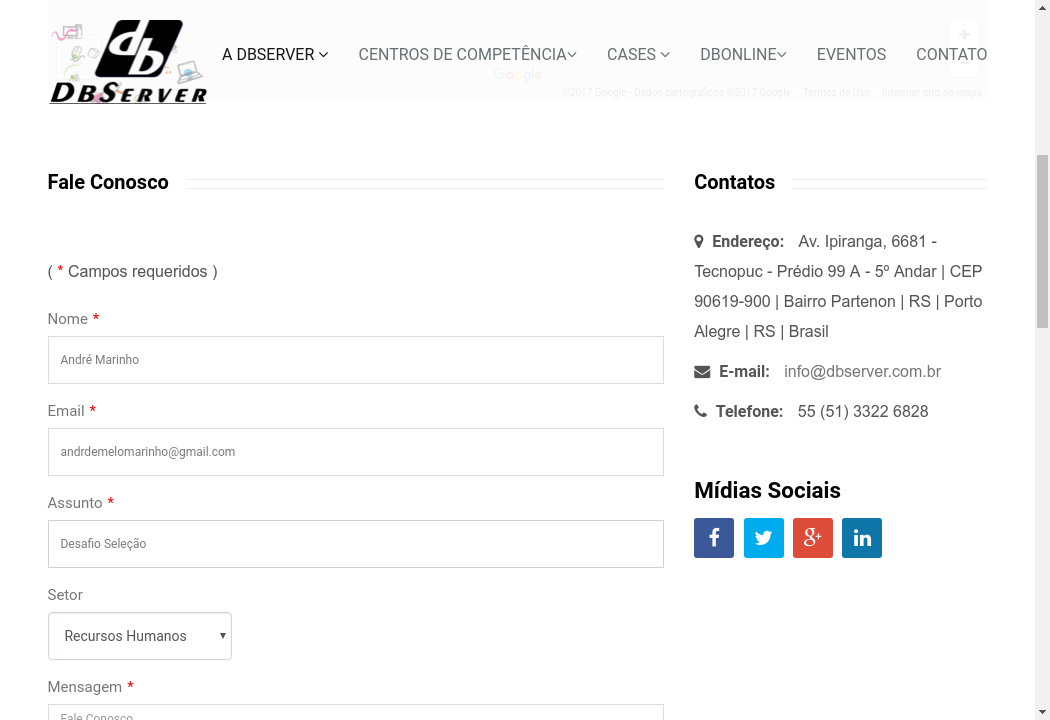 db
DBSERVER
A DBSERVER
CENTROS DE COMPETÊNCIA
CASES
DBONLINE
EVENTOS
CONTATO
Google
©2017 Google - Dados cartográficos ©2017 Google
Termos de Uso
Informar erro no mapa
Fale Conosco
( * Campos requeridos )
Nome *
André Marinho
Email *
andrdemelomarinho@gmail.com
Assunto *
Desafio Seleção
Setor
Recursos Humanos
Mensagem *
Fale Conosco
Contatos
Endereço: Av. Ipiranga, 6681 -
Tecnopuc - Prédio 99 A - 5º Andar | CEP
90619-900 | Bairro Partenon | RS | Porto
Alegre | RS | Brasil
E-mail: info@dbserver.com.br
Telefone: 55 (51) 3322 6828
Mídias Sociais